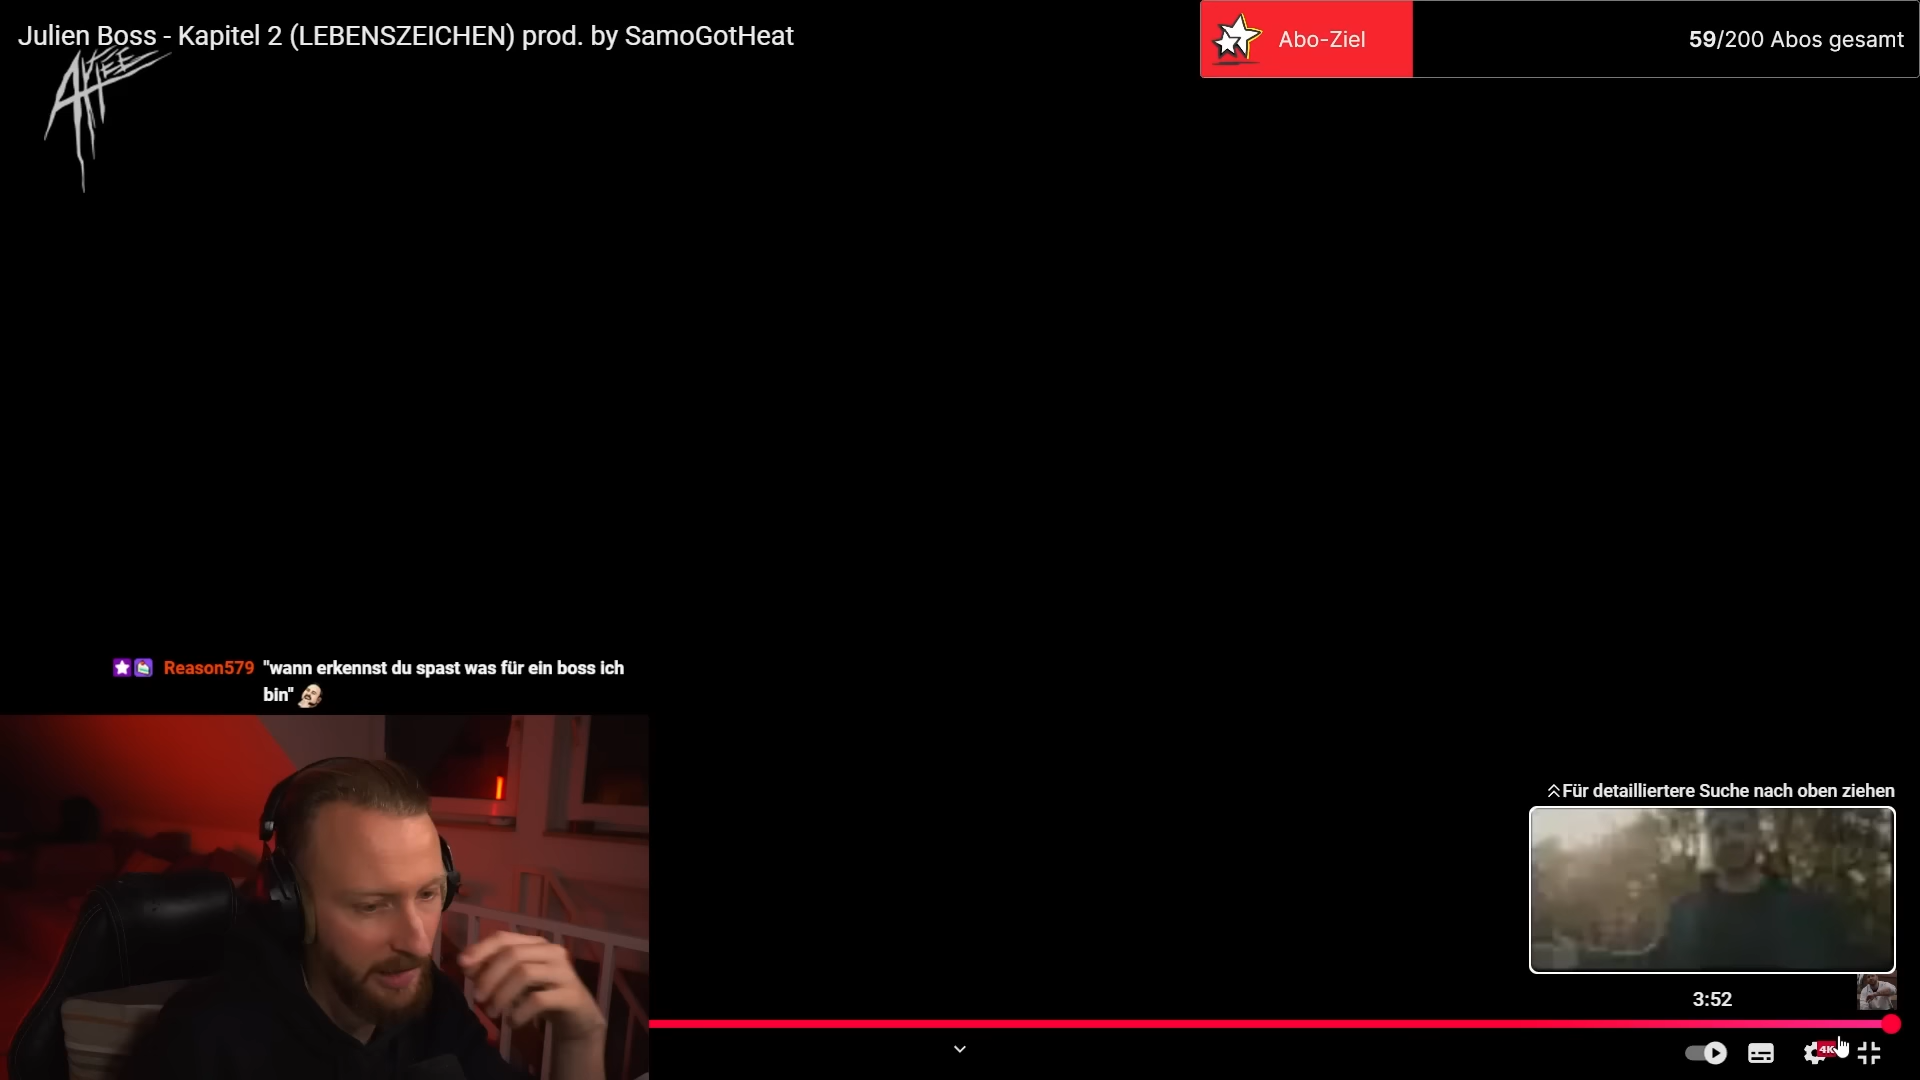 Julien Boss - Kapitel 2 (LEBENSZEICHEN) prod. by SamoGotHeat
Abo-Ziel
59/200 Abos gesamt
Reason579 "wann erkennst du spast was für ein boss ich
bin"
Für detailliertere Suche nach oben ziehen
3:52
4K